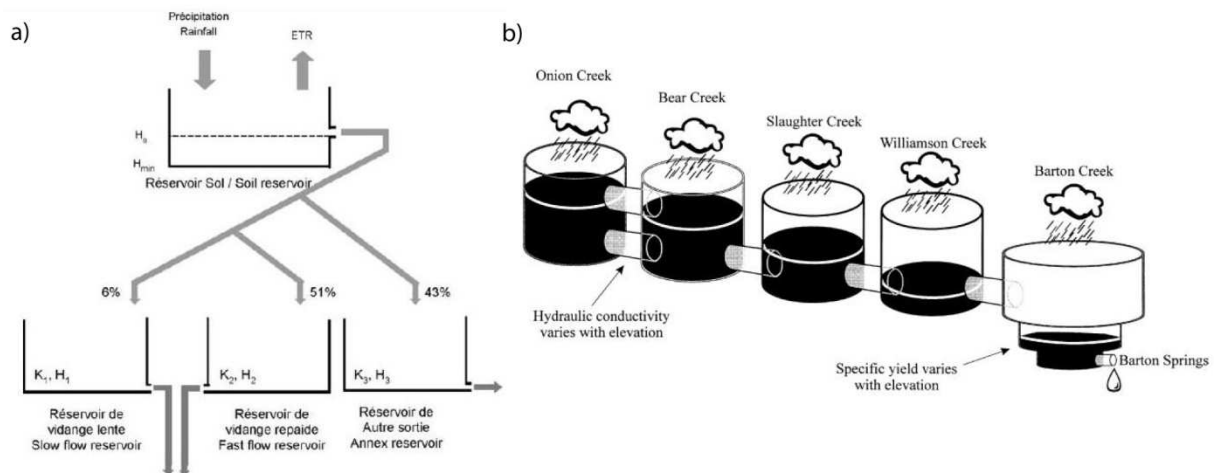 a)
Précipitation
Rainfall
ETR
Hs
Hmin
Réservoir Sol / Soil reservoir
6%
51%
43%
K1, H1
K2, H2
K3, H3
Réservoir de
vidange lente
Slow flow reservoir
Réservoir de
vidange repaide
Fast flow reservoir
Réservoir de
Autre sortie
Annex reservoir
b)
Onion Creek
Bear Creek
Slaughter Creek
Williamson Creek
Barton Creek
Hydraulic conductivity
varies with elevation
Specific yield varies
with elevation
Barton Springs